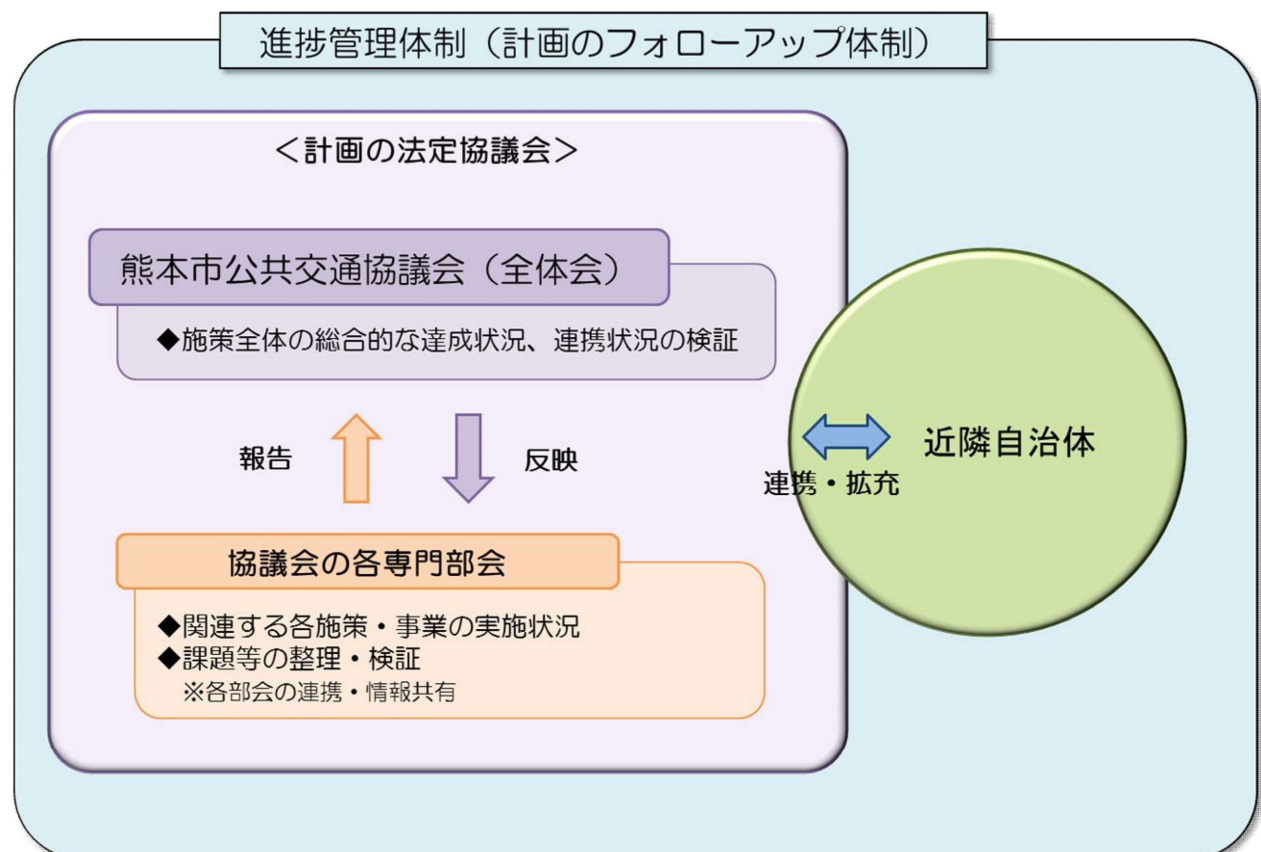 進捗管理体制（計画のフォローアップ体制）
＜計画の法定協議会＞
熊本市公共交通協議会（全体会）
◆施策全体の総合的な達成状況、連携状況の検証
報告
反映
近隣自治体
連携・拡充
協議会の各専門部会
◆関連する各施策・事業の実施状況
◆課題等の整理・検証
※各部会の連携・情報共有